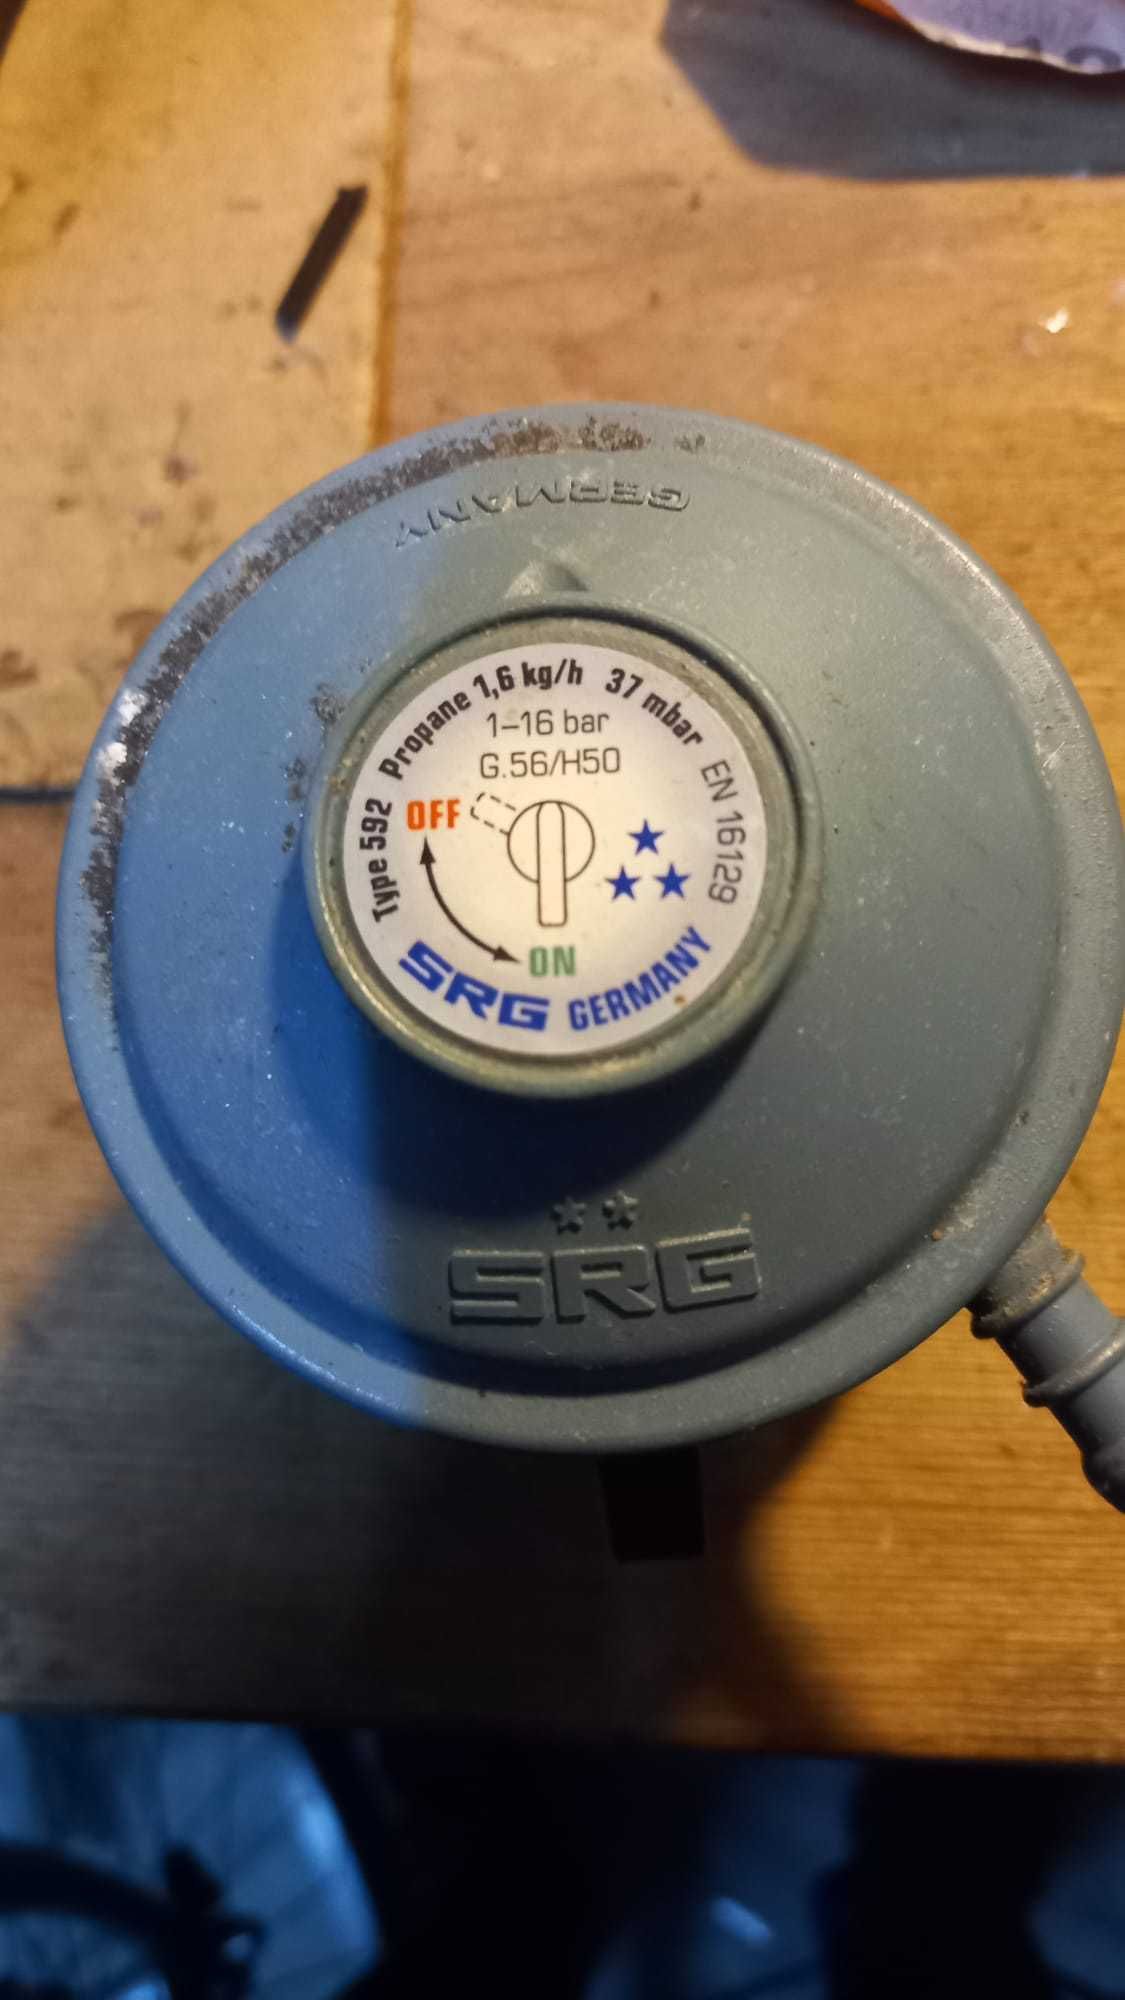 GERMANY
Type 592 Propane 1,6 kg/h 37 mbar EN 16129
1–16 bar
G.56/H50
OFF
ON
SRG GERMANY
SRG